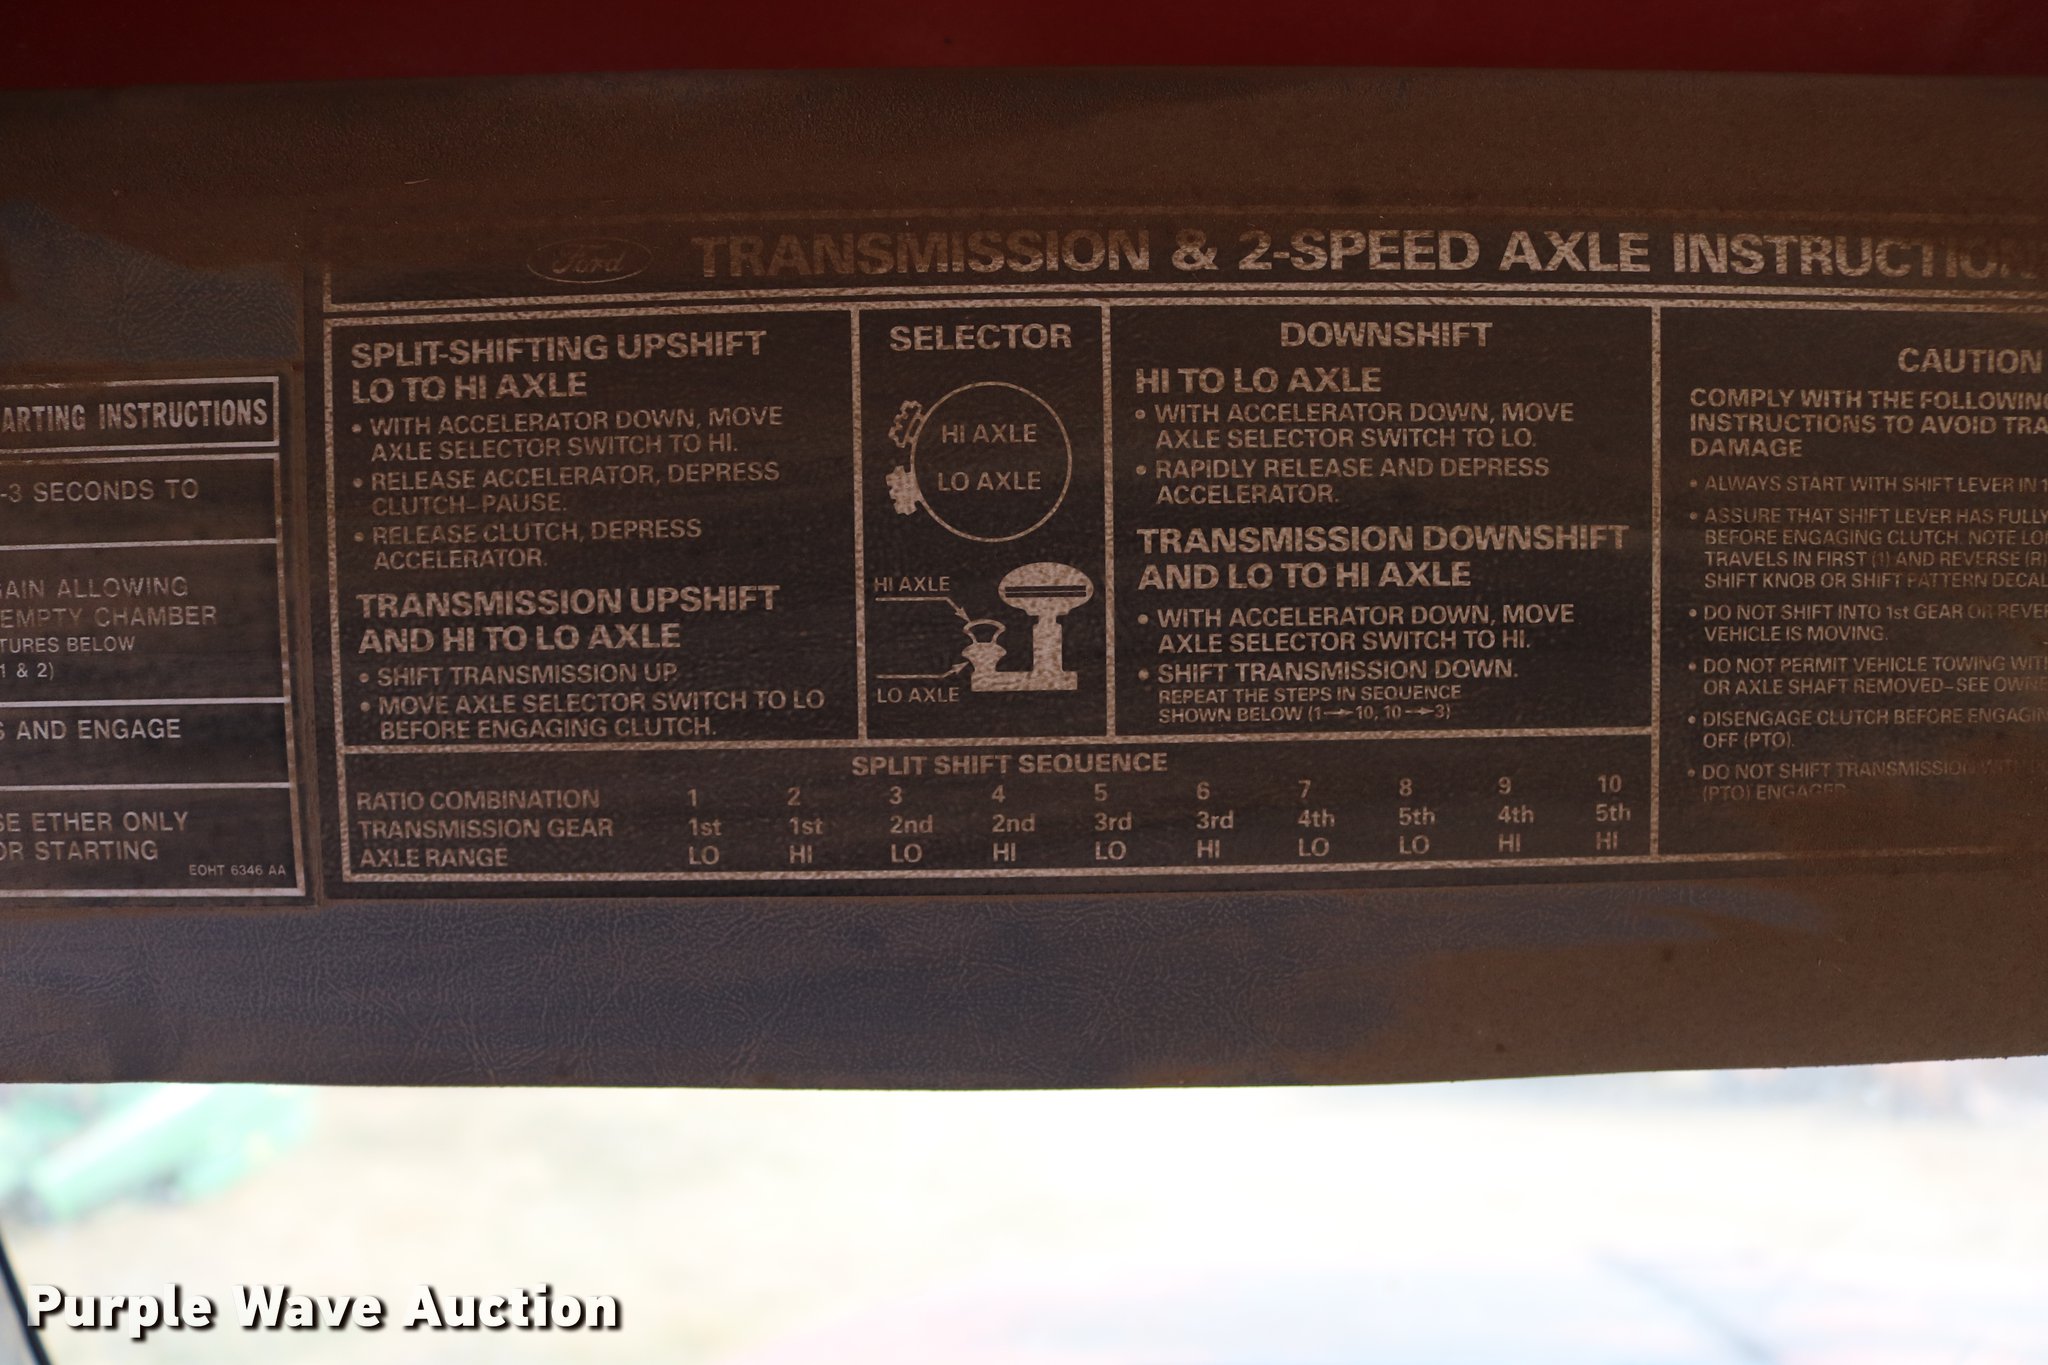 Ford
TRANSMISSION & 2-SPEED AXLE INSTRUCTION
ARTING INSTRUCTIONS
-3 SECONDS TO
AIN ALLOWING
EMPTY CHAMBER
TURES BELOW
1 & 2)
S AND ENGAGE
SE ETHER ONLY
OR STARTING
EOHT 6346 AA
SPLIT-SHIFTING UPSHIFT
LO TO HI AXLE
• WITH ACCELERATOR DOWN, MOVE
AXLE SELECTOR SWITCH TO HI.
• RELEASE ACCELERATOR, DEPRESS
CLUTCH–PAUSE.
• RELEASE CLUTCH, DEPRESS
ACCELERATOR.
TRANSMISSION UPSHIFT
AND HI TO LO AXLE
• SHIFT TRANSMISSION UP.
• MOVE AXLE SELECTOR SWITCH TO LO
BEFORE ENGAGING CLUTCH.
SELECTOR
HI AXLE
LO AXLE
HI AXLE
LO AXLE
DOWNSHIFT
HI TO LO AXLE
• WITH ACCELERATOR DOWN, MOVE
AXLE SELECTOR SWITCH TO LO.
• RAPIDLY RELEASE AND DEPRESS
ACCELERATOR.
TRANSMISSION DOWNSHIFT
AND LO TO HI AXLE
• WITH ACCELERATOR DOWN, MOVE
AXLE SELECTOR SWITCH TO HI.
• SHIFT TRANSMISSION DOWN.
REPEAT THE STEPS IN SEQUENCE
SHOWN BELOW (1→10, 10→3)
CAUTION
COMPLY WITH THE FOLLOWING
INSTRUCTIONS TO AVOID TRA
DAMAGE
• ALWAYS START WITH SHIFT LEVER IN 1
• ASSURE THAT SHIFT LEVER HAS FULLY
BEFORE ENGAGING CLUTCH. NOTE LO
TRAVELS IN FIRST (1) AND REVERSE (R)
SHIFT KNOB OR SHIFT PATTERN DECAL
• DO NOT SHIFT INTO 1st GEAR OR REVER
VEHICLE IS MOVING.
• DO NOT PERMIT VEHICLE TOWING WIT
OR AXLE SHAFT REMOVED–SEE OWNE
• DISENGAGE CLUTCH BEFORE ENGAGIN
OFF (PTO).
• DO NOT SHIFT TRANSMISSION WITH
(PTO) ENGAGED
SPLIT SHIFT SEQUENCE
RATIO COMBINATION 1 2 3 4 5 6 7 8 9 10
TRANSMISSION GEAR 1st 1st 2nd 2nd 3rd 3rd 4th 5th 4th 5th
AXLE RANGE LO HI LO HI LO HI LO LO HI HI
Purple Wave Auction